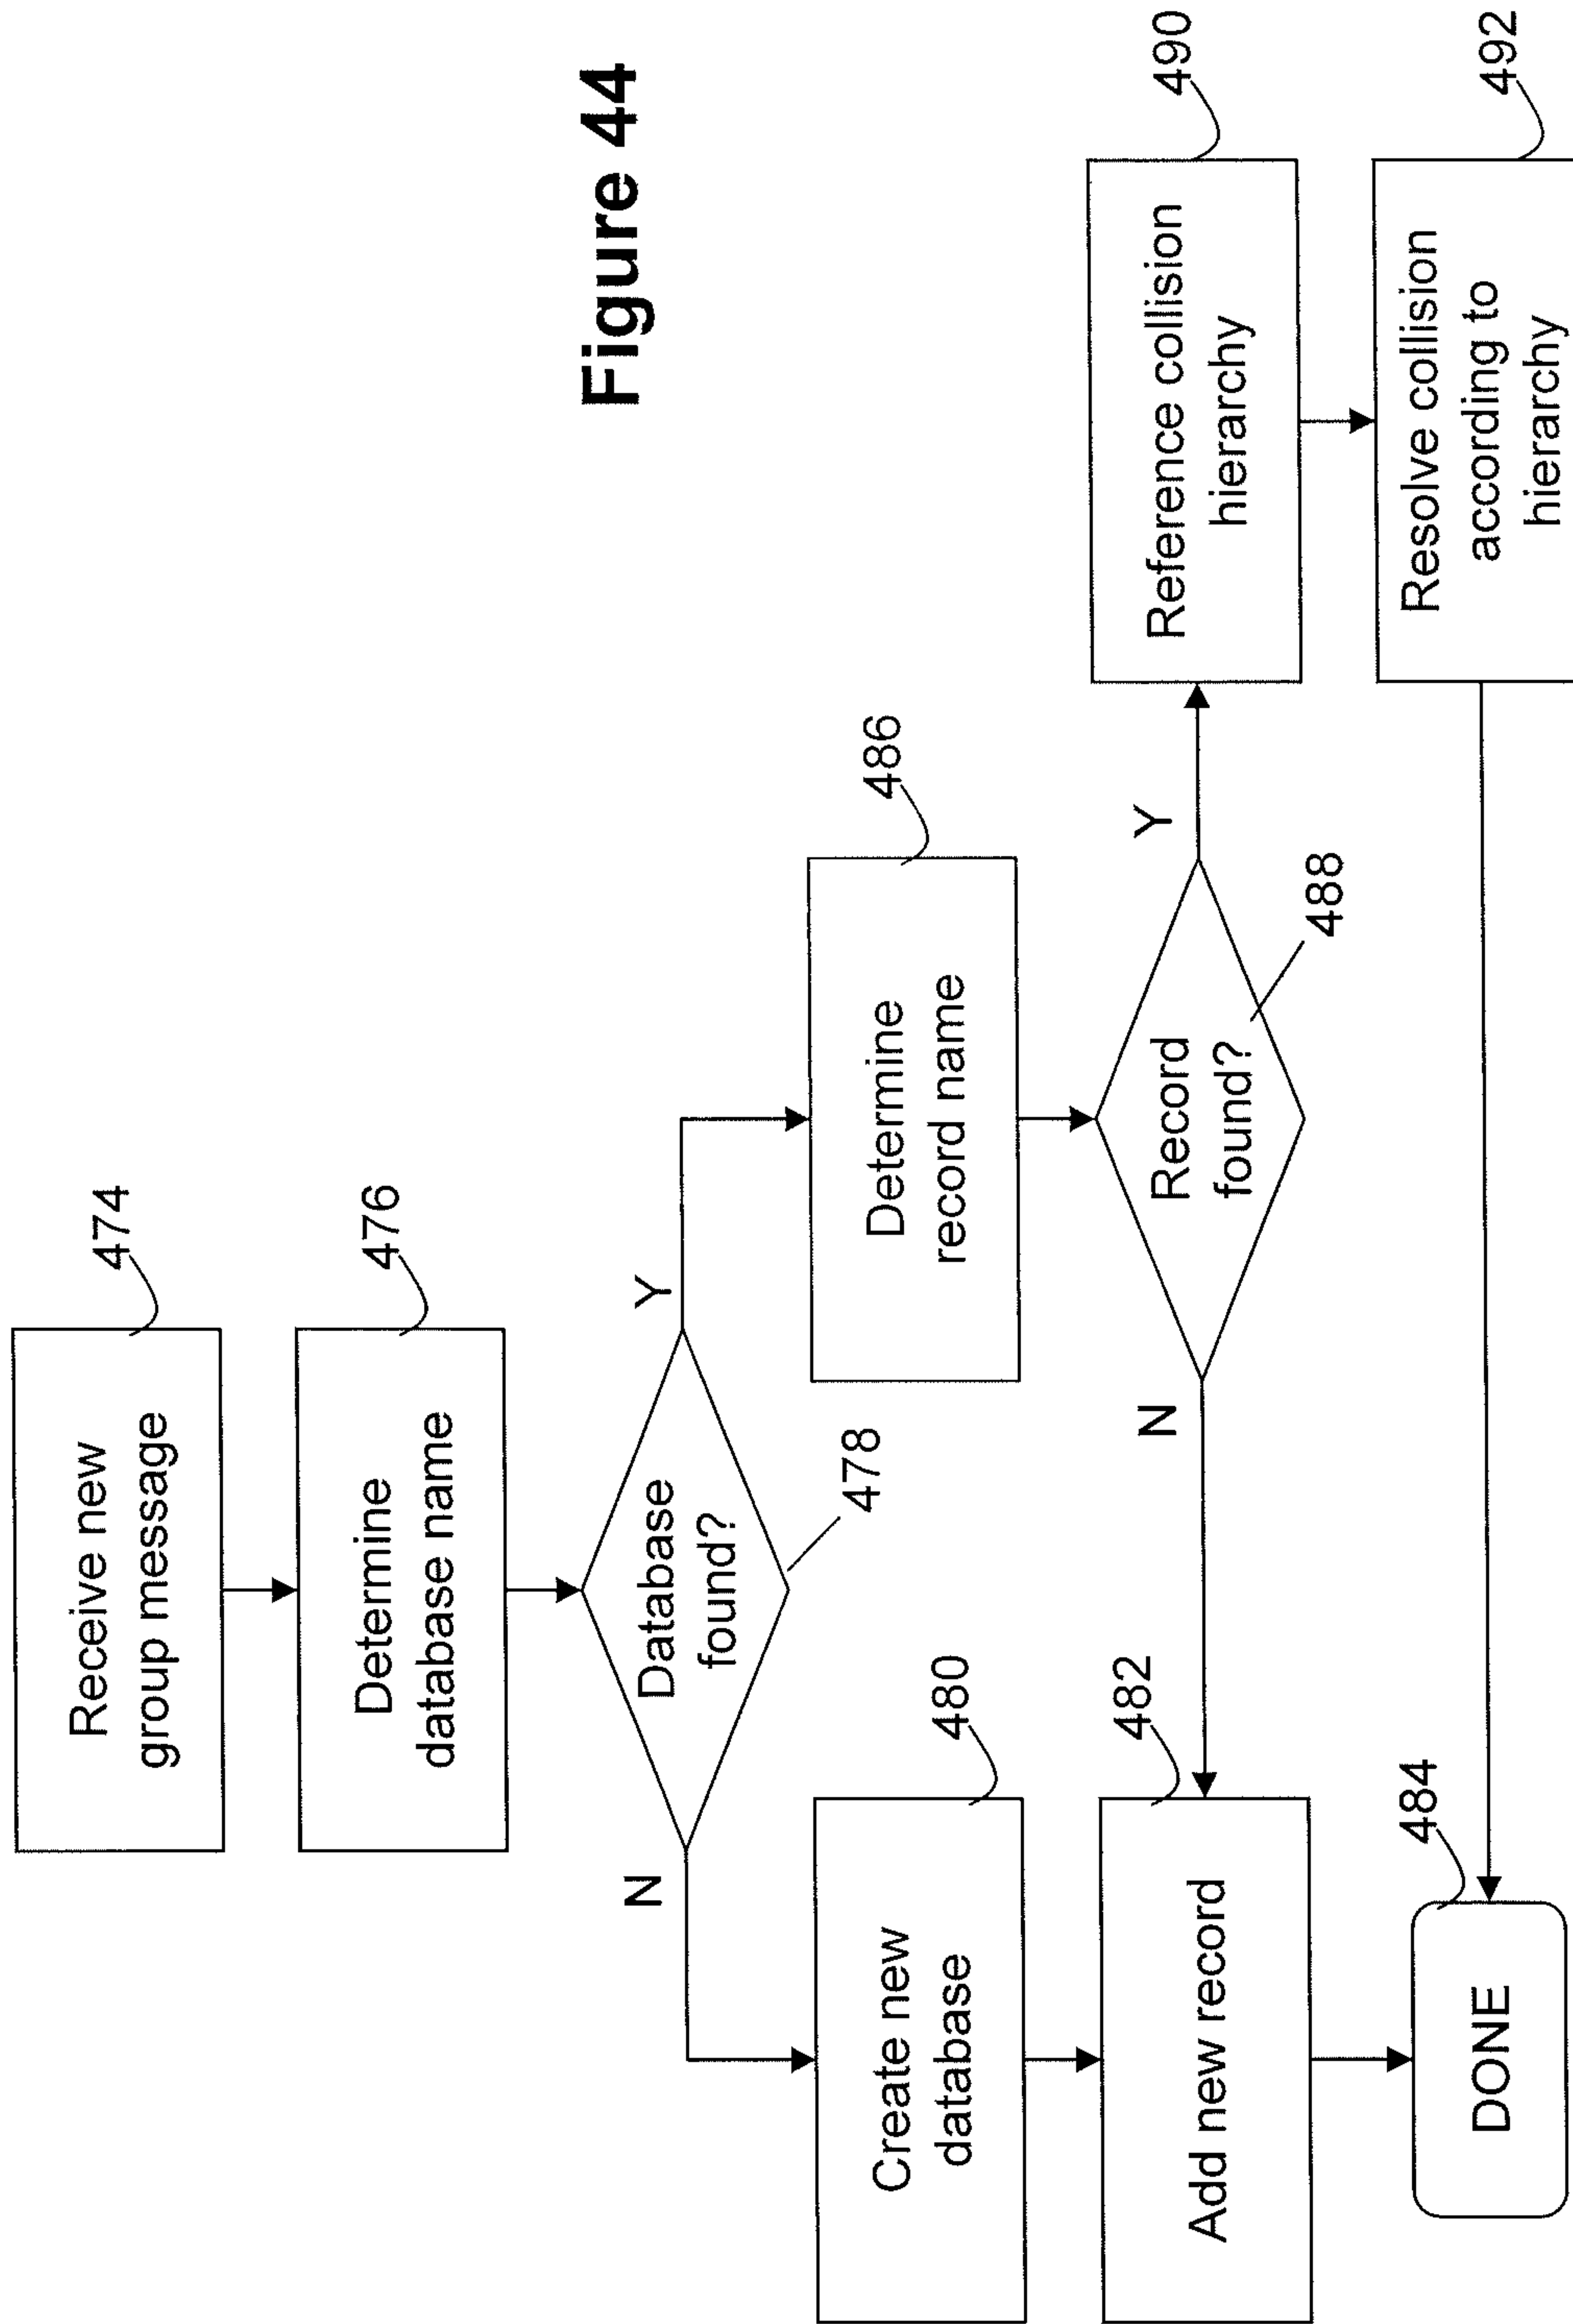 Figure 44
Receive new
group message
474
Determine
database name
476
Database
found?
478
N
Y
Create new
database
480
Determine
record name
486
Add new record
482
Record
found?
488
N
Y
Reference collision
hierarchy
490
DONE
484
Resolve collision
according to
hierarchy
492